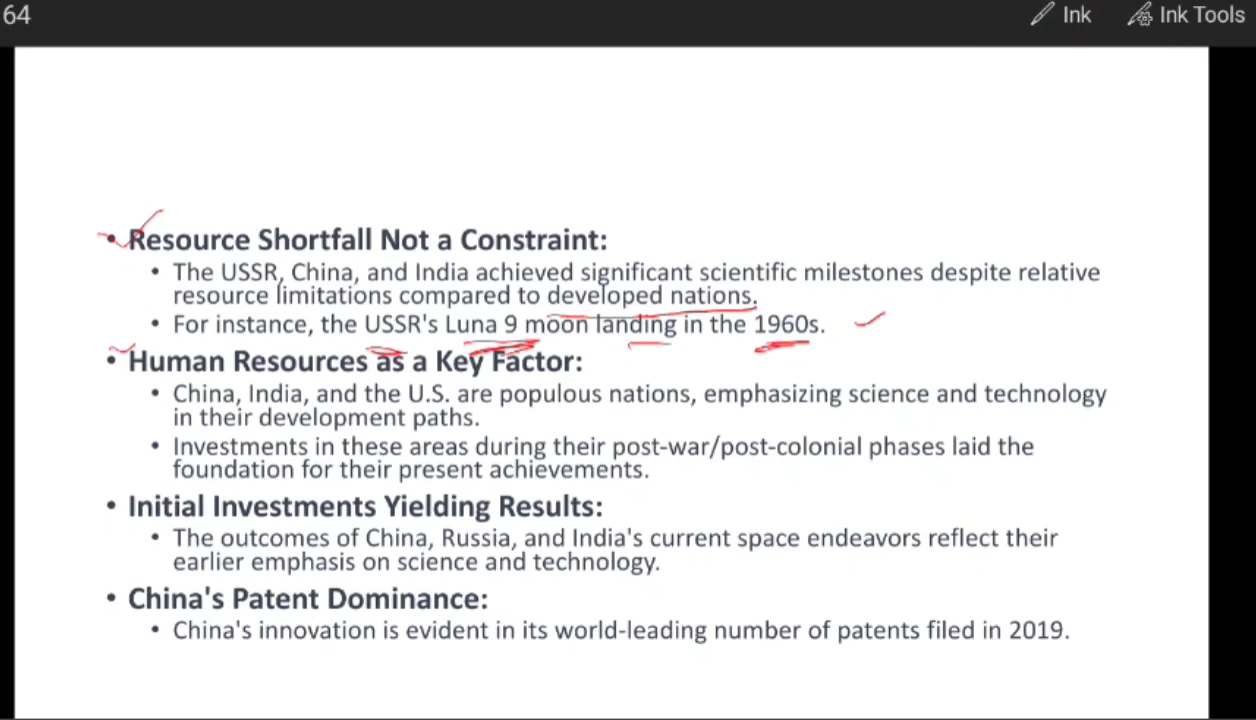 64
Ink Ink Tools
• Resource Shortfall Not a Constraint:
• The USSR, China, and India achieved significant scientific milestones despite relative
resource limitations compared to developed nations.
• For instance, the USSR's Luna 9 moon landing in the 1960s.
• Human Resources as a Key Factor:
• China, India, and the U.S. are populous nations, emphasizing science and technology
in their development paths.
• Investments in these areas during their post-war/post-colonial phases laid the
foundation for their present achievements.
• Initial Investments Yielding Results:
• The outcomes of China, Russia, and India's current space endeavors reflect their
earlier emphasis on science and technology.
• China's Patent Dominance:
• China's innovation is evident in its world-leading number of patents filed in 2019.